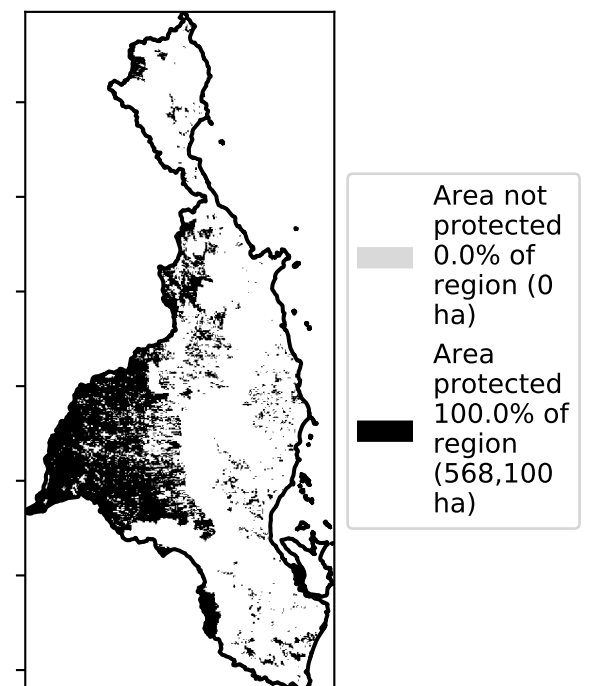 Area not
protected
0.0% of
region (0
ha)
Area
protected
100.0% of
region
(568,100
ha)